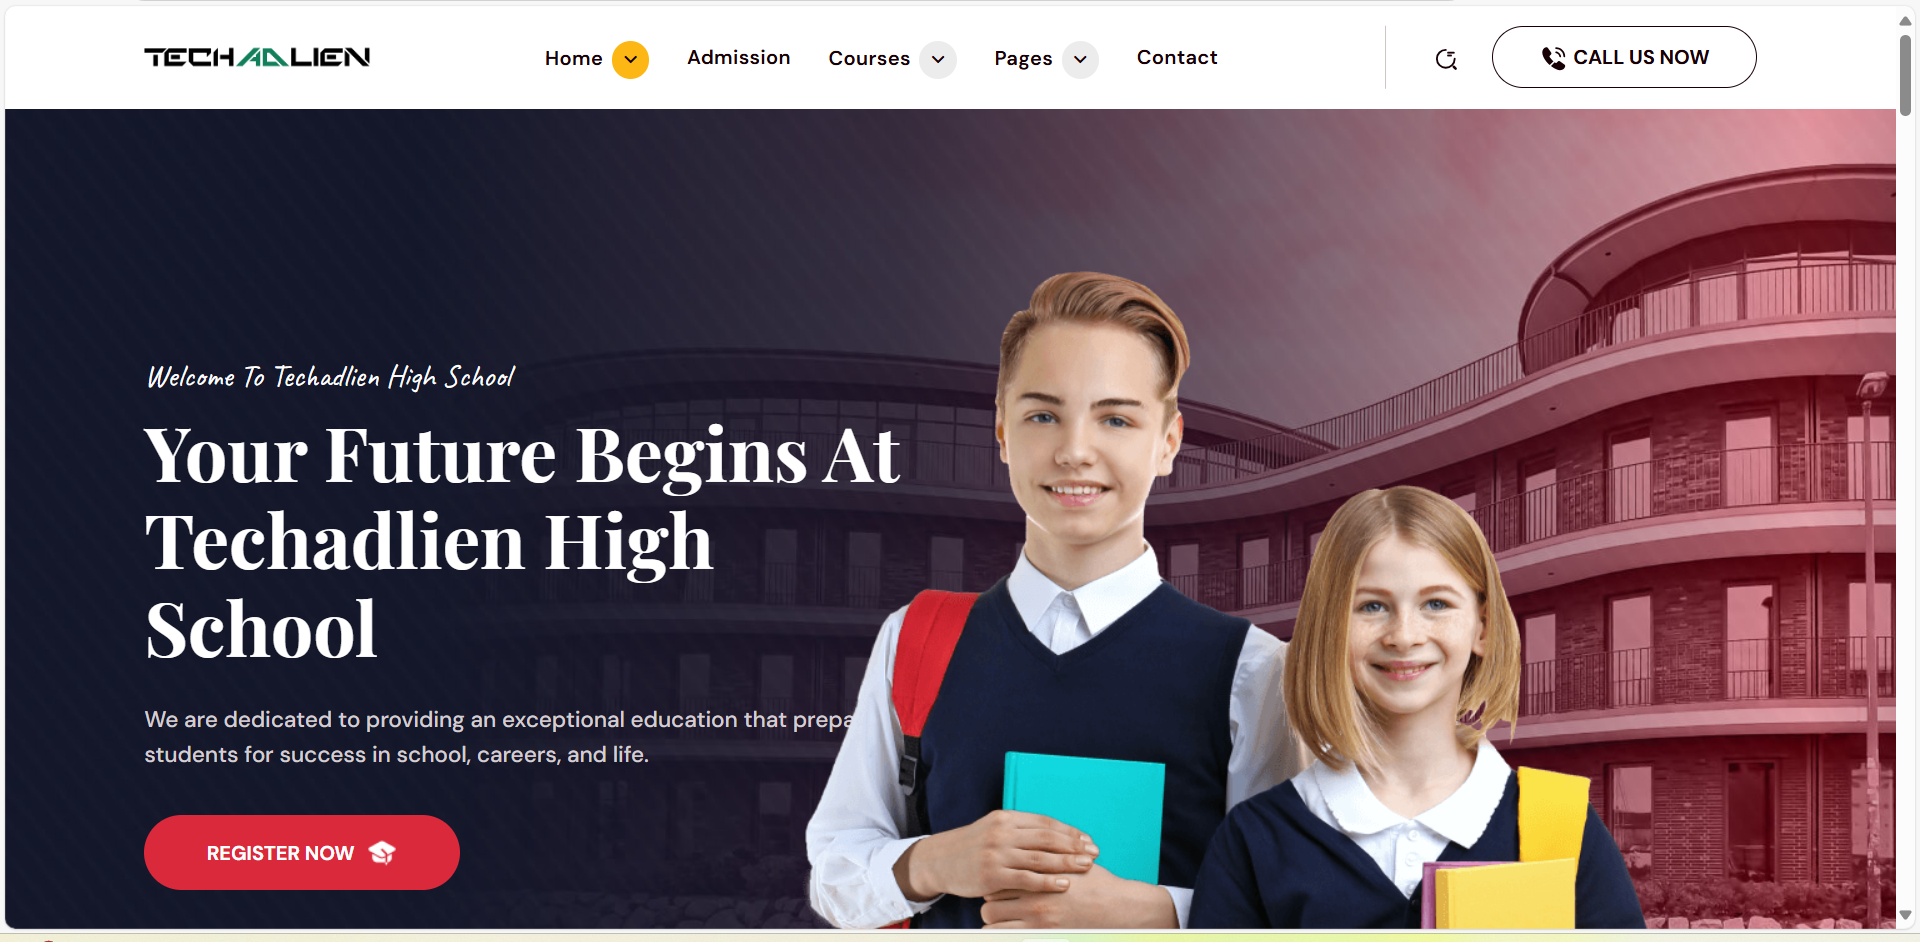 TECHADLIEN
Home
Admission
Courses
Pages
Contact
CALL US NOW
Welcome To Techadlien High School
Your Future Begins At
Techadlien High
School
We are dedicated to providing an exceptional education that
students for success in school, careers, and life.
REGISTER NOW